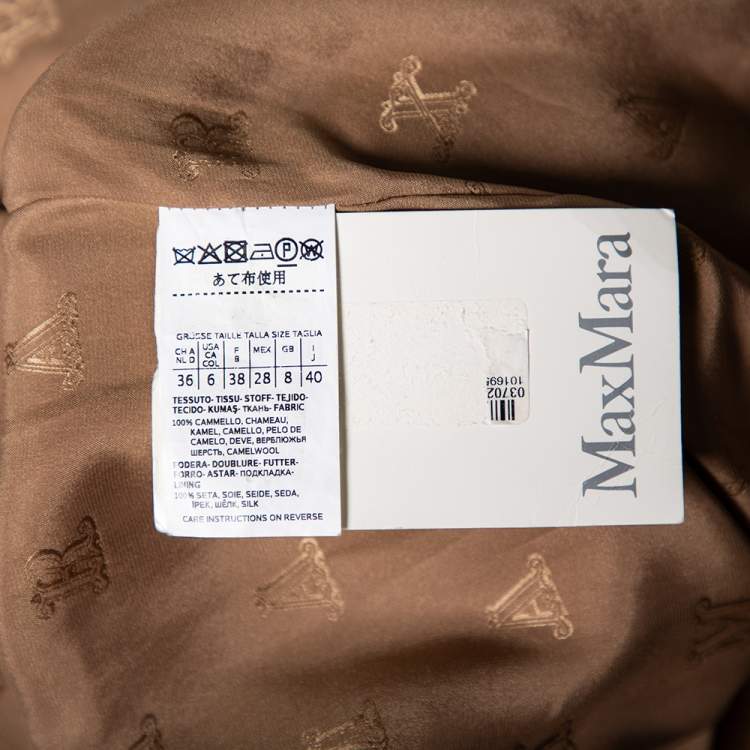 P W
あて布使用
GRÖSSE TAILLE TALLA SIZE TAGLIA
CH A NL D USA CA COL F B MEX GB I J
36 6 38 28 8 40
TESSUTO- TISSU- STOFF- TEJIDO-
TECIDO- KUMAŞ- ТКАНЬ- FABRIC
100% CAMMELLO, CHAMEAU,
KAMEL, CAMELLO, PELO DE
CAMELO, DEVE, ВЕРБЛЮЖЬЯ
ШЕРСТЬ, CAMELWOOL
FODERA- DOUBLURE- FUTTER-
FORRO- ASTAR- ПОДКЛАДКА-
LINING
100% SETA, SOIE, SEIDE, SEDA,
İPEK, ШЁЛК, SILK
CARE INSTRUCTIONS ON REVERSE
MaxMara
03702
10169